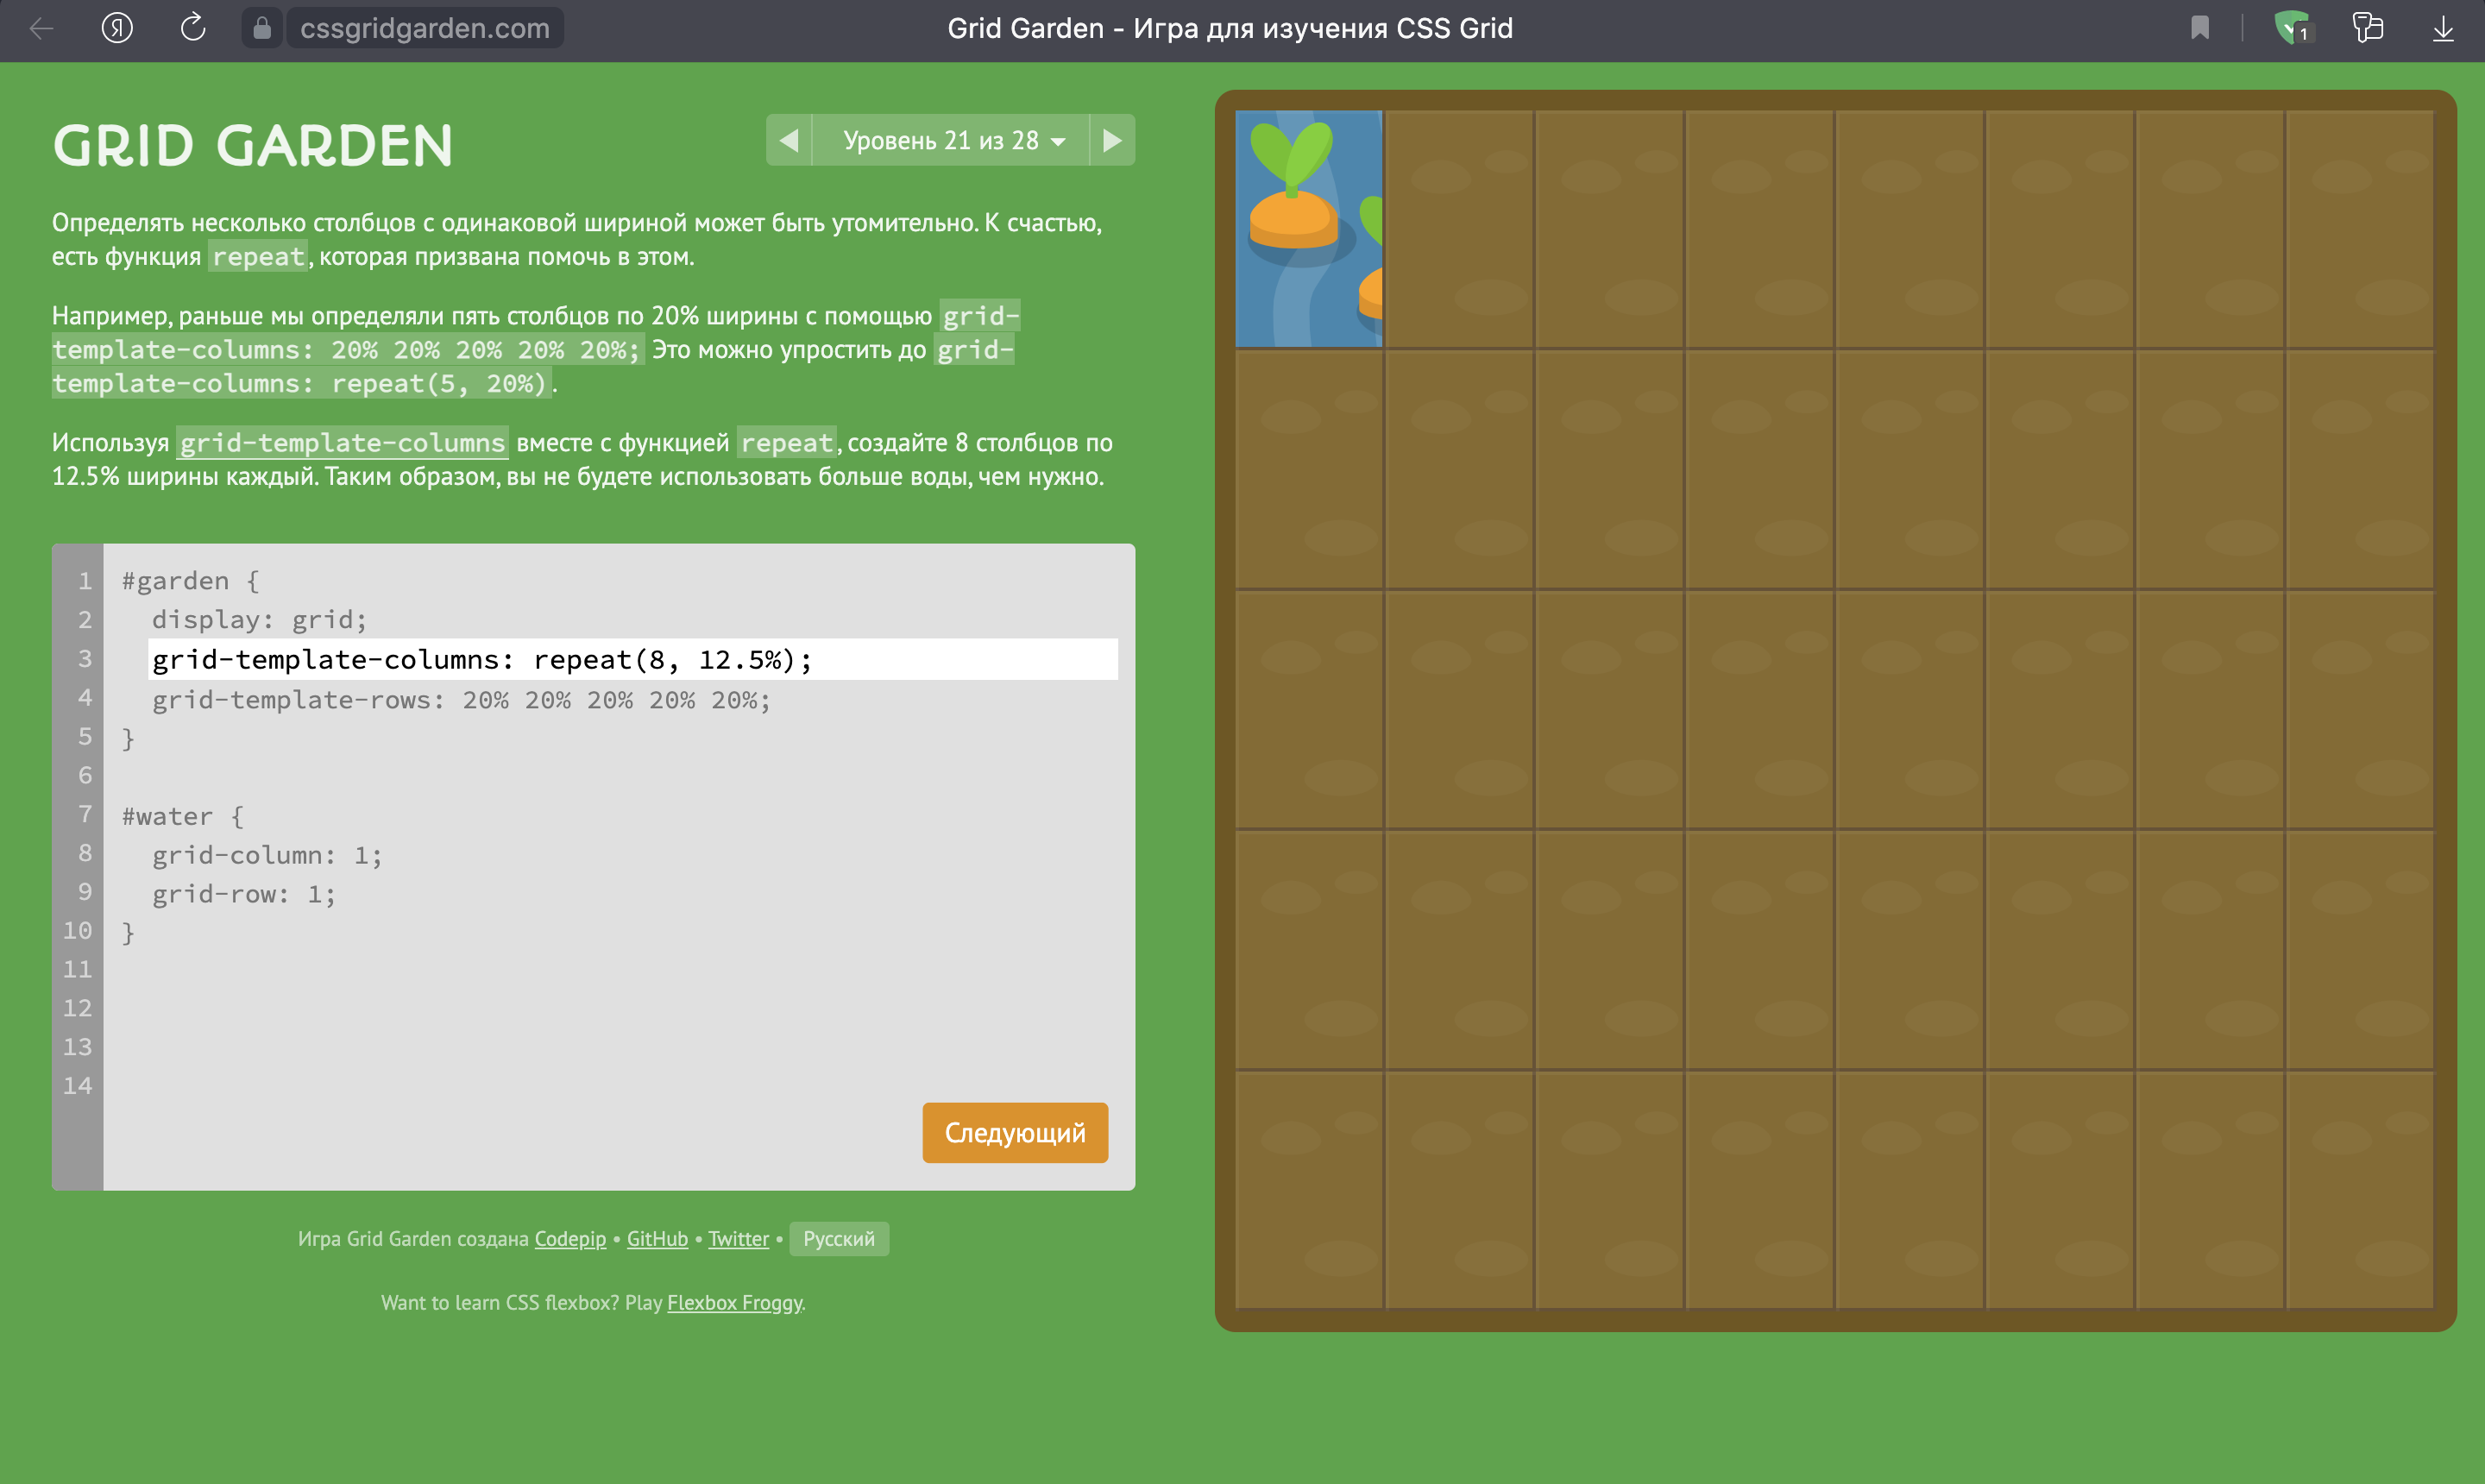 cssgridgarden.com
Grid Garden - Игра для изучения CSS Grid
1
GRID GARDEN
Уровень 21 из 28
Определять несколько столбцов с одинаковой шириной может быть утомительно. К счастью,
есть функция repeat, которая призвана помочь в этом.
Например, раньше мы определяли пять столбцов по 20% ширины с помощью grid-
template-columns: 20% 20% 20% 20% 20%; Это можно упростить до grid-
template-columns: repeat(5, 20%).
Используя grid-template-columns вместе с функцией repeat, создайте 8 столбцов по
12.5% ширины каждый. Таким образом, вы не будете использовать больше воды, чем нужно.
1 #garden {
2 display: grid;
3 grid-template-columns: repeat(8, 12.5%);
4 grid-template-rows: 20% 20% 20% 20% 20%;
5 }
6
7 #water {
8 grid-column: 1;
9 grid-row: 1;
10 }
11
12
13
14
Следующий
Игра Grid Garden создана Codepip • GitHub • Twitter • Русский
Want to learn CSS flexbox? Play Flexbox Froggy.